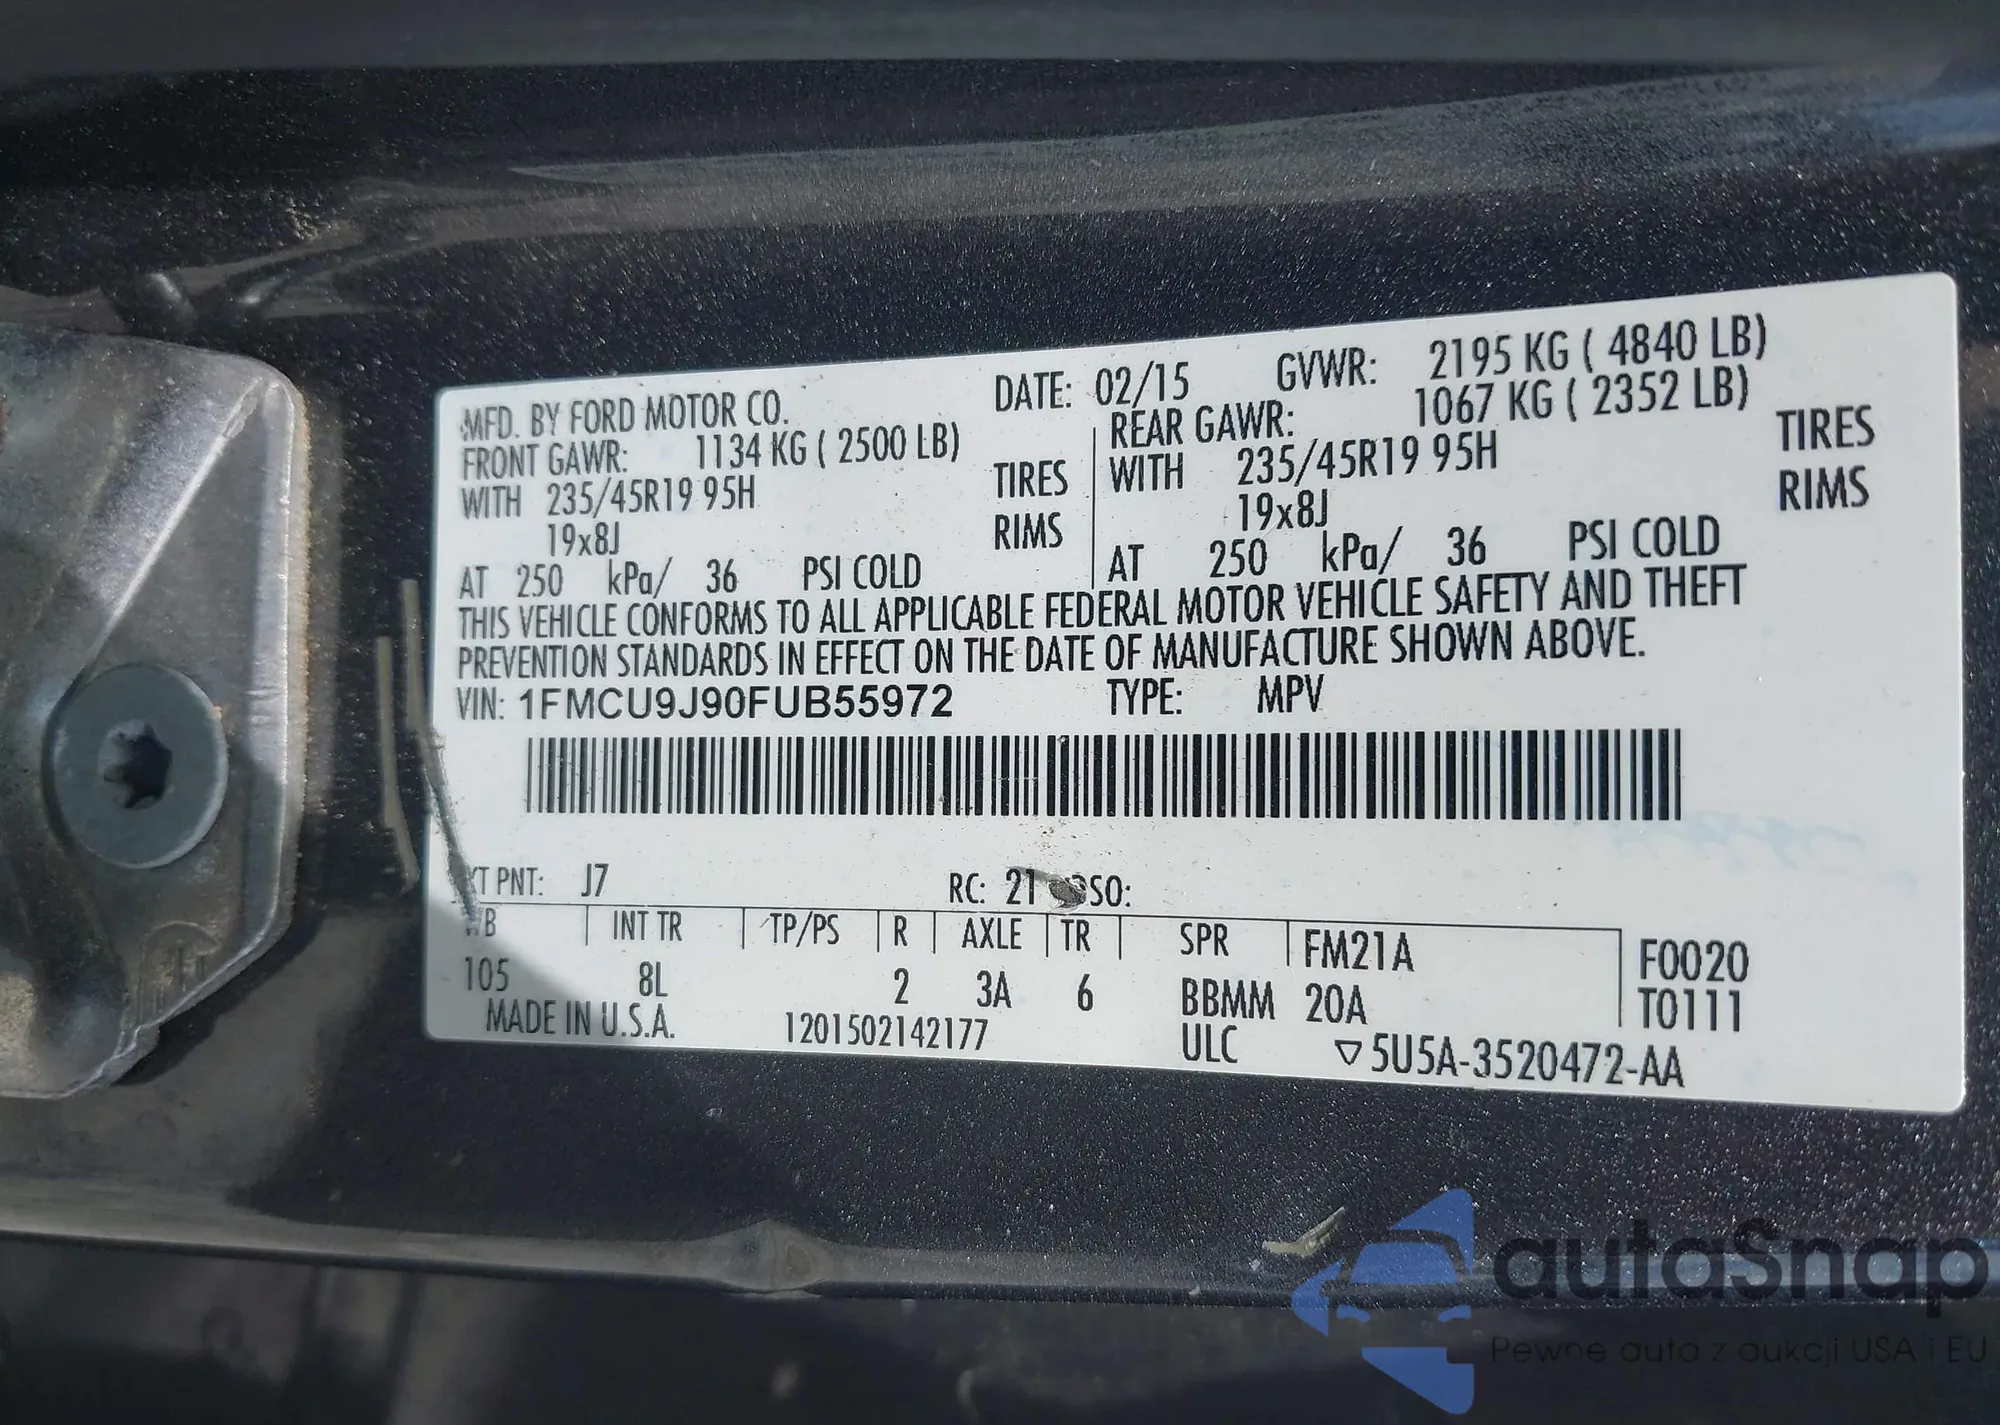 MFD. BY FORD MOTOR CO. DATE: 02/15 GVWR: 2195 KG ( 4840 LB)
FRONT GAWR: 1134 KG ( 2500 LB) REAR GAWR: 1067 KG ( 2352 LB)
WITH 235/45R19 95H TIRES WITH 235/45R19 95H TIRES
19x8J RIMS 19x8J RIMS
AT 250 kPa/ 36 PSI COLD AT 250 kPa/ 36 PSI COLD
THIS VEHICLE CONFORMS TO ALL APPLICABLE FEDERAL MOTOR VEHICLE SAFETY AND THEFT
PREVENTION STANDARDS IN EFFECT ON THE DATE OF MANUFACTURE SHOWN ABOVE.
VIN: 1FMCU9J90FUB55972 TYPE: MPV
PNT: J7 RC: 21
WB INT TR TP/PS R AXLE TR SPR FM21A F0020
105 8L 2 3A 6 BBMM 20A T0111
MADE IN U.S.A. 1201502142177 ULC ▽5U5A-3520472-AA
autaSnap
Pewne auta z aukcji USA i EU